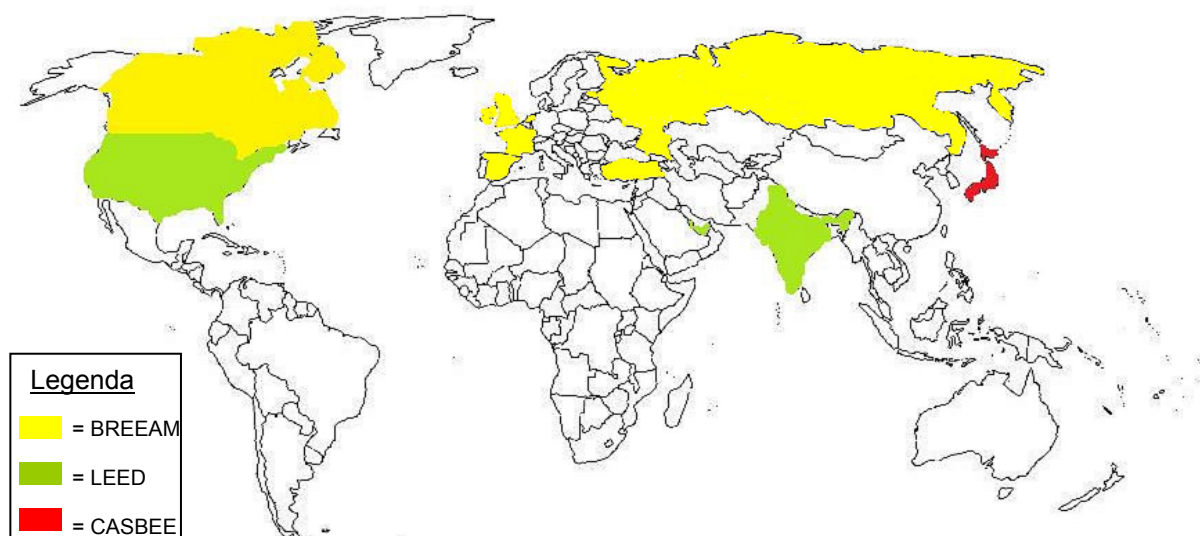 Legenda
= BREEAM
= LEED
= CASBEE